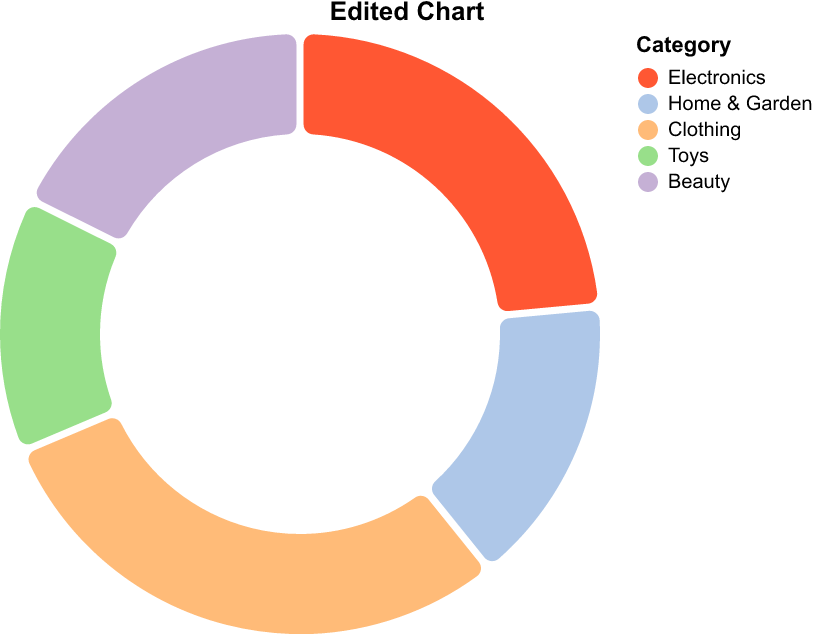 Edited Chart
Category
Electronics
Home & Garden
Clothing
Toys
Beauty